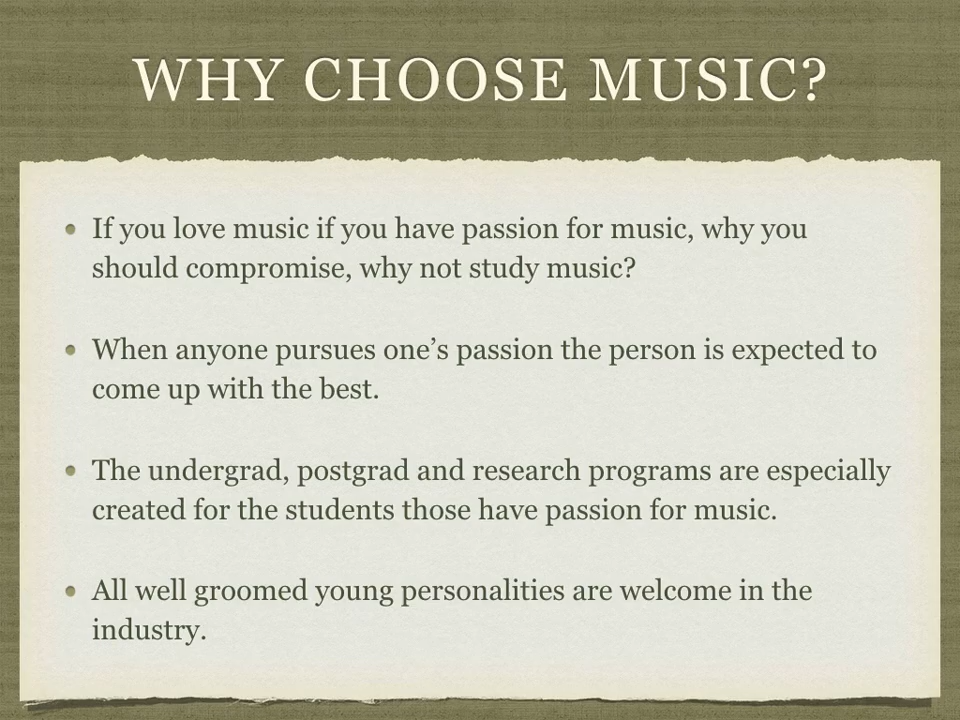 WHY CHOOSE MUSIC?
If you love music if you have passion for music, why you
should compromise, why not study music?
When anyone pursues one’s passion the person is expected to
come up with the best.
The undergrad, postgrad and research programs are especially
created for the students those have passion for music.
All well groomed young personalities are welcome in the
industry.